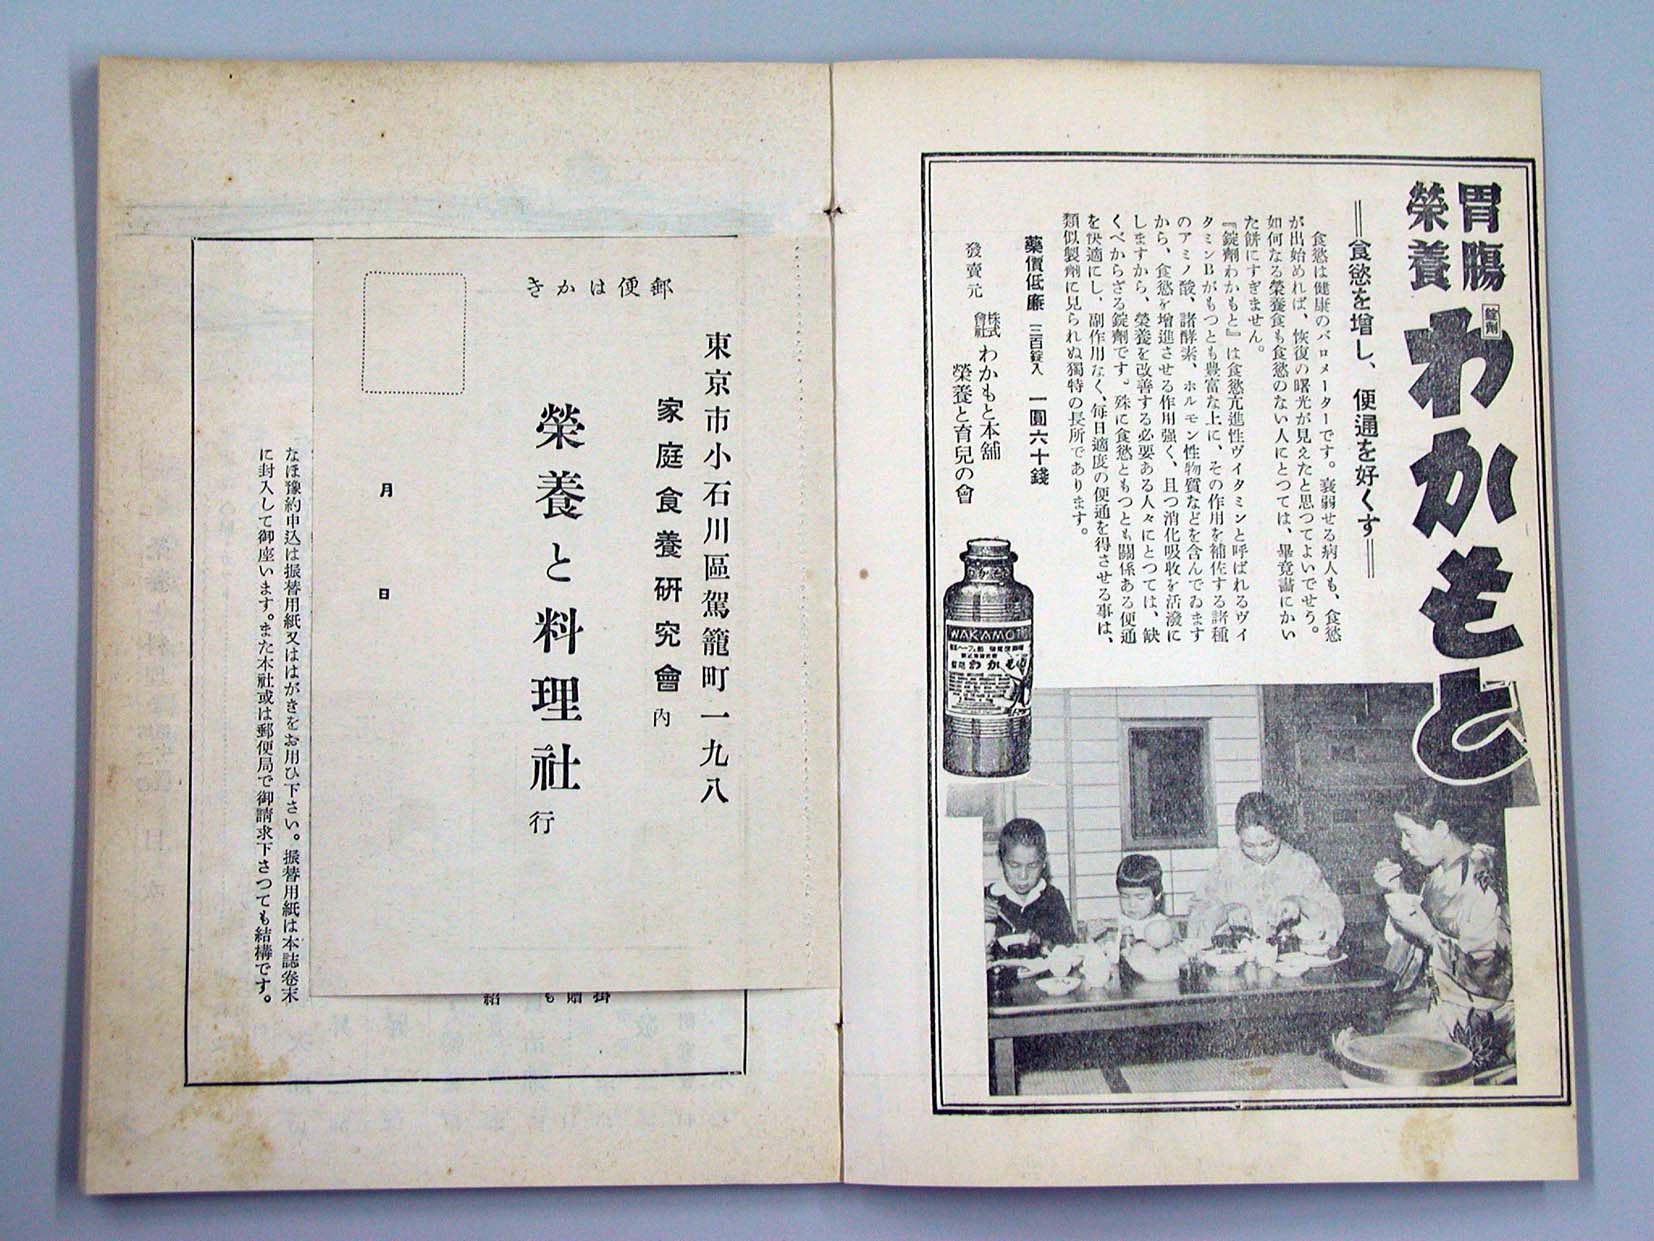 胃腸
榮養
錠劑
わかもと
＝食慾を增し、便通を好くす＝
食慾は健康のバロメーターです。衰弱せる病人も、食慾
が出始めれば、恢復の曙光が見えたと思つてよいでせう。
如何なる榮養食も食慾のない人にとつては、畢竟畵にかい
た餅にすぎません。
『錠劑わかもと』は食慾亢進性ヴイタミンと呼ばれるヴイ
タミンＢがもつとも豐富な上に、その作用を補佐する諸種
のアミノ酸、諸酵素、ホルモン性物質などを含んでゐます
から、食慾を增進させる作用强く、且つ消化吸收を活潑に
しますから、榮養を改善する必要ある人々にとつては、缺
くべからざる錠劑です。殊に食慾ともつとも關係ある便通
を快適にし、副作用なく、每日適度の便通を得させる事は、
類似製劑に見られぬ獨特の長所であります。
藥價低廉 三百錠入 一圓六十錢
發賣元 株式會社 わかもと本舖
榮養と育兒の會
WAKAMOTO
わかもと
郵便はかき
東京市小石川區駕籠町一九八
家庭食養硏究會內
榮養と料理社行
月 日
掛
贈
も
紹
なほ豫約申込は振替用紙又ははがきをお用ひ下さい。振替用紙は本誌卷末
に封入して御座います。また本社或は郵便局で御請求下さつても結構です。